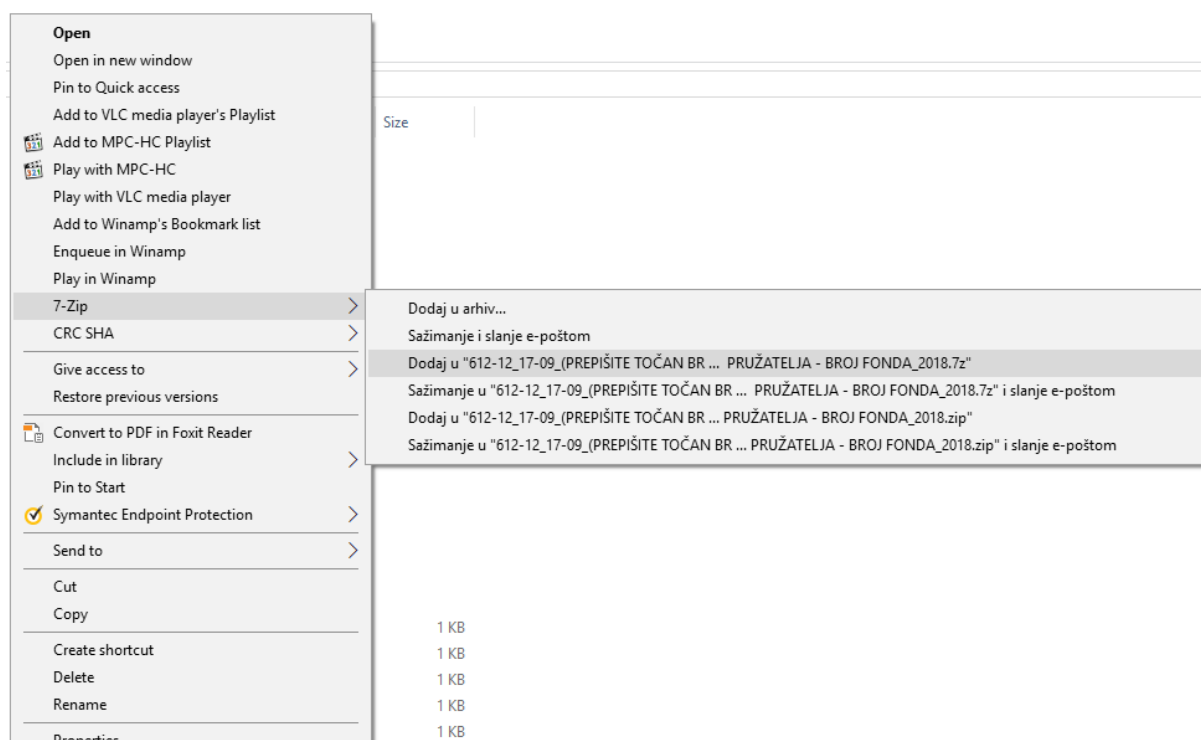 Open
Open in new window
Pin to Quick access
Add to VLC media player's Playlist
Add to MPC-HC Playlist
Play with MPC-HC
Play with VLC media player
Add to Winamp's Bookmark list
Enqueue in Winamp
Play in Winamp
7-Zip
CRC SHA
Give access to
Restore previous versions
Convert to PDF in Foxit Reader
Include in library
Pin to Start
Symantec Endpoint Protection
Send to
Cut
Copy
Create shortcut
Delete
Rename
Properties
Size
Dodaj u arhiv...
Sažimanje i slanje e-poštom
Dodaj u "612-12_17-09_(PREPIŠITE TOČAN BR ... PRUŽATELJA - BROJ FONDA_2018.7z"
Sažimanje u "612-12_17-09_(PREPIŠITE TOČAN BR ... PRUŽATELJA - BROJ FONDA_2018.7z" i slanje e-poštom
Dodaj u "612-12_17-09_(PREPIŠITE TOČAN BR ... PRUŽATELJA - BROJ FONDA_2018.zip"
Sažimanje u "612-12_17-09_(PREPIŠITE TOČAN BR ... PRUŽATELJA - BROJ FONDA_2018.zip" i slanje e-poštom
1 KB
1 KB
1 KB
1 KB
1 KB